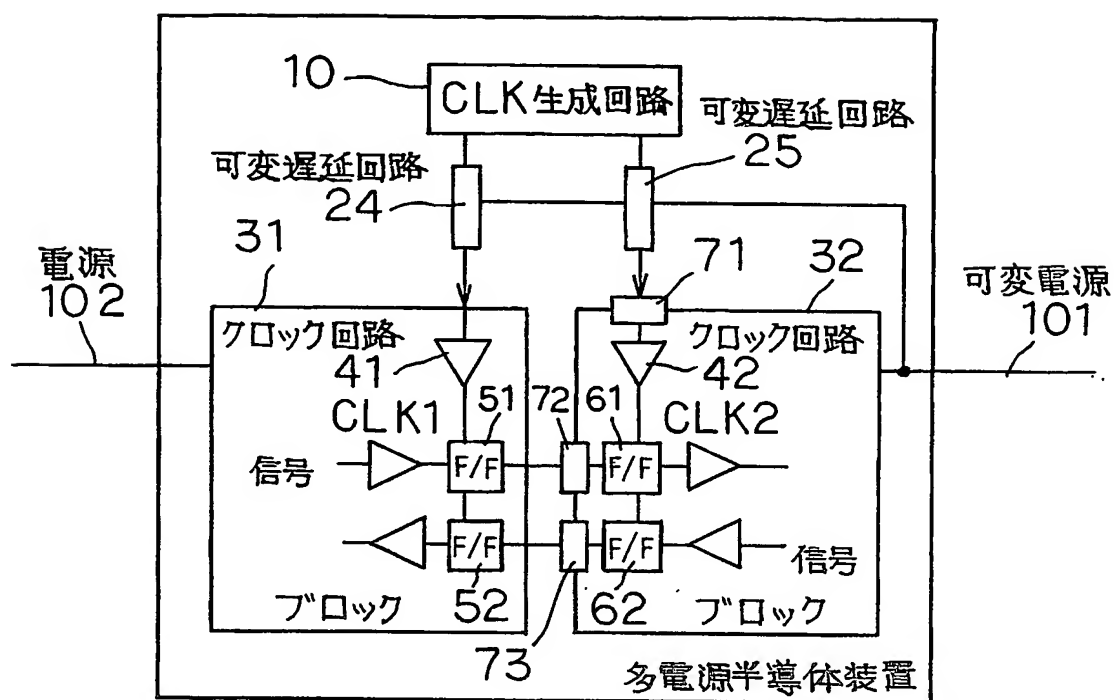 10
CLK生成回路
可変遅延回路
25
可変遅延回路
24
31
71
32
電源
102
可変電源
101
クロック回路
41
クロック回路
42
CLK1
51
72
61
CLK2
信号
F/F
F/F
F/F
F/F
信号
ブロック
52
73
62
ブロック
多電源半導体装置